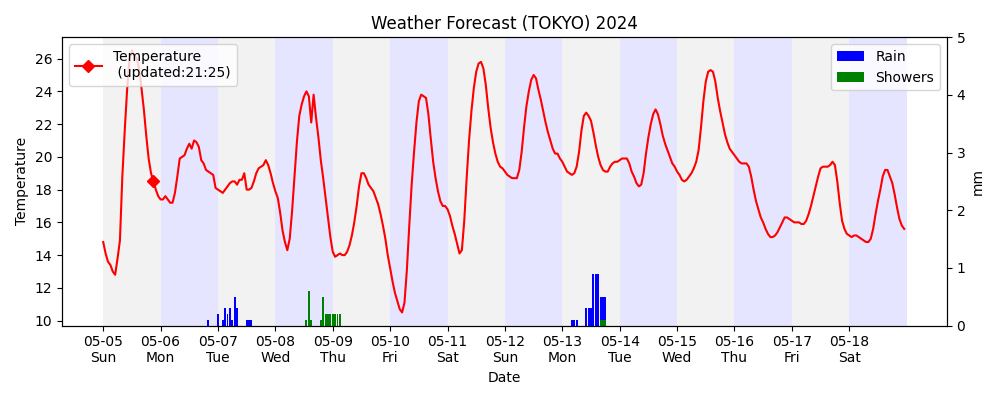 Weather Forecast (TOKYO) 2024
Temperature
(updated:21:25)
Rain
Showers
Temperature
26
24
22
20
18
16
14
12
10
5
4
3
2
1
0
mm
05-05 05-06 05-07 05-08 05-09 05-10 05-11 05-12 05-13 05-14 05-15 05-16 05-17 05-18
Sun Mon Tue Wed Thu Fri Sat Sun Mon Tue Wed Thu Fri Sat
Date